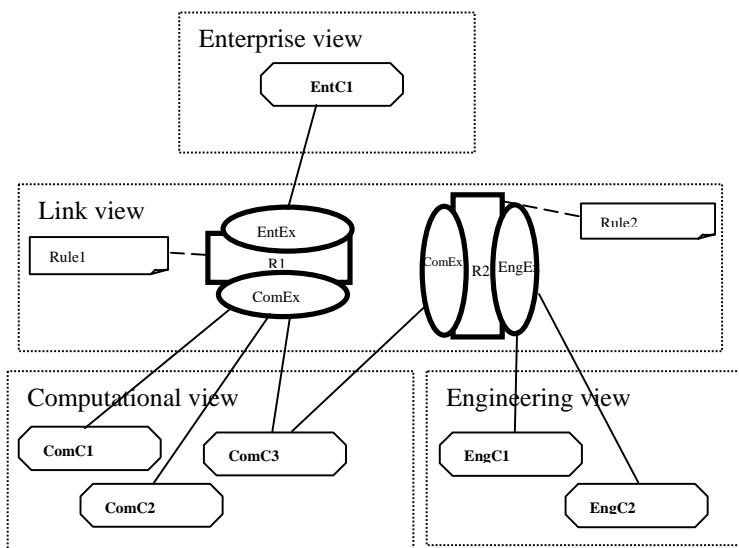 Enterprise view
EntC1
Link view
EntEx
Rule1
R1
ComEx
ComEx
R2
EngEx
Rule2
Computational view
ComC1
ComC2
ComC3
Engineering view
EngC1
EngC2